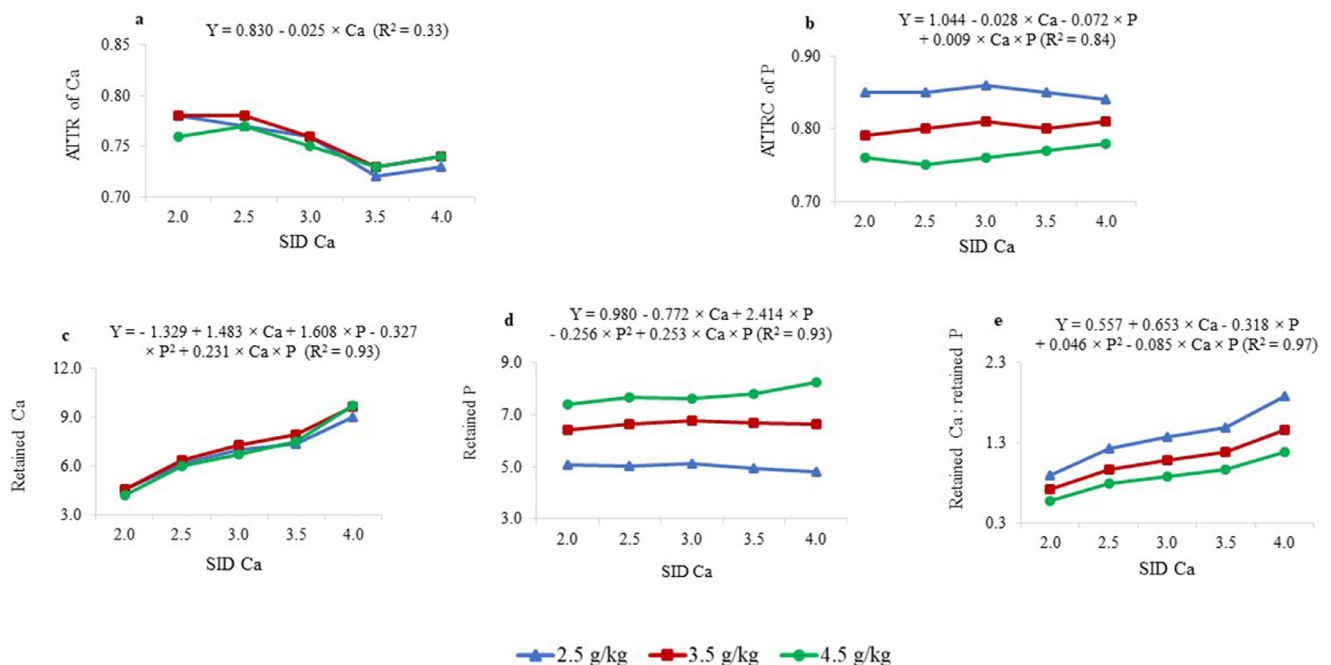 a
Y = 0.830 - 0.025 × Ca (R² = 0.33)
0.85
0.80
0.75
0.70
ATTR of Ca
2.0 2.5 3.0 3.5 4.0
SID Ca
b
Y = 1.044 - 0.028 × Ca - 0.072 × P
+ 0.009 × Ca × P (R² = 0.84)
0.90
0.80
0.70
ATTRC of P
2.0 2.5 3.0 3.5 4.0
SID Ca
c
Y = - 1.329 + 1.483 × Ca + 1.608 × P - 0.327
× P² + 0.231 × Ca × P (R² = 0.93)
12.0
9.0
6.0
3.0
Retained Ca
2.0 2.5 3.0 3.5 4.0
SID Ca
d
Y = 0.980 - 0.772 × Ca + 2.414 × P
- 0.256 × P² + 0.253 × Ca × P (R² = 0.93)
9.0
7.0
5.0
3.0
Retained P
2.0 2.5 3.0 3.5 4.0
SID Ca
e
Y = 0.557 + 0.653 × Ca - 0.318 × P
+ 0.046 × P² - 0.085 × Ca × P (R² = 0.97)
2.3
1.3
0.3
Retained Ca : retained P
2.0 2.5 3.0 3.5 4.0
SID Ca
2.5 g/kg 3.5 g/kg 4.5 g/kg